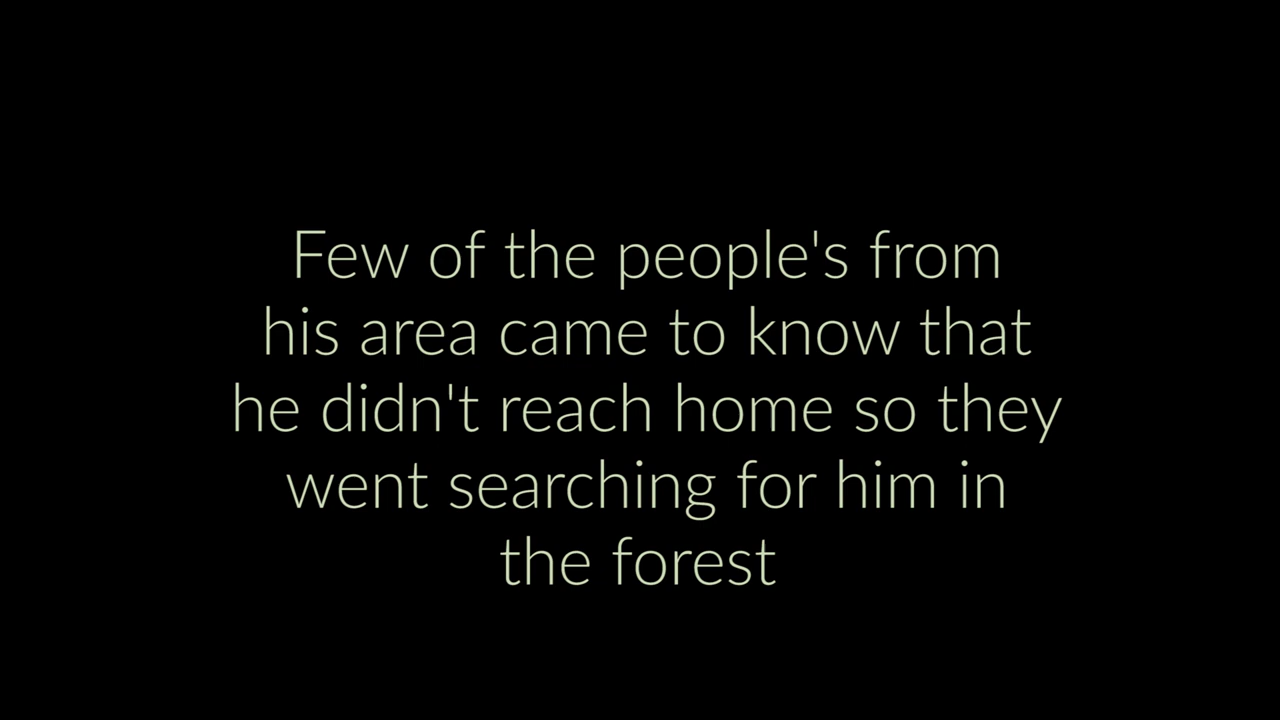 Few of the people's from
his area came to know that
he didn't reach home so they
went searching for him in
the forest